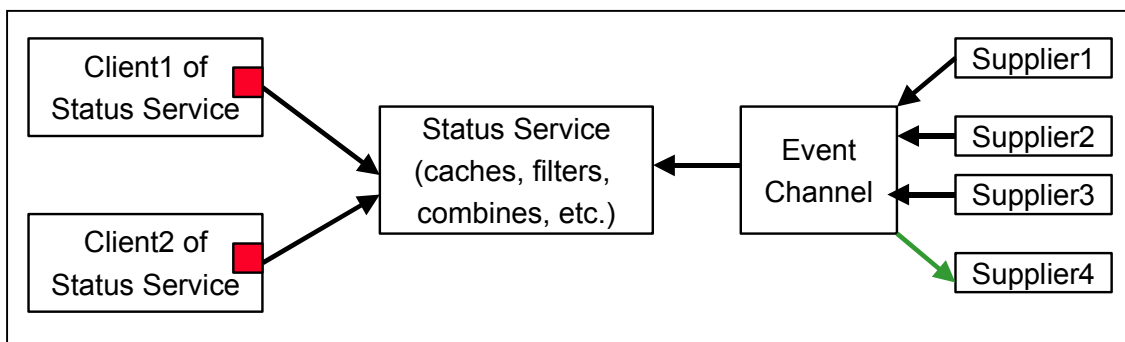 Client1 of
Status Service
Client2 of
Status Service
Status Service
(caches, filters,
combines, etc.)
Event
Channel
Supplier1
Supplier2
Supplier3
Supplier4